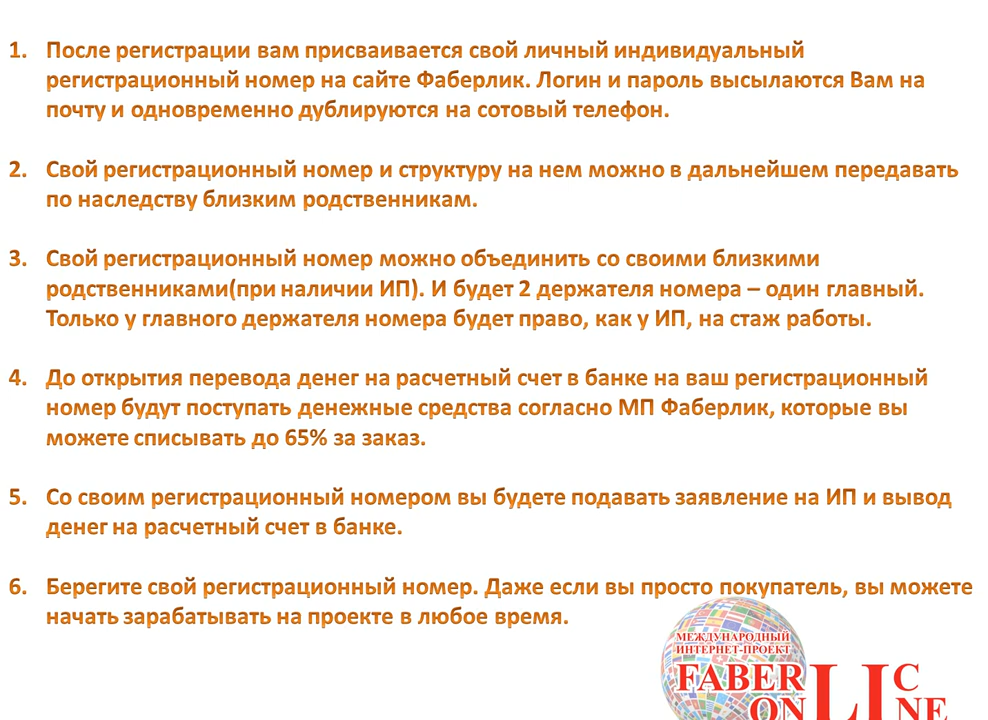 1. После регистрации вам присваивается свой личный индивидуальный
регистрационный номер на сайте Фаберлик. Логин и пароль высылаются Вам на
почту и одновременно дублируются на сотовый телефон.
2. Свой регистрационный номер и структуру на нем можно в дальнейшем передавать
по наследству близким родственникам.
3. Свой регистрационный номер можно объединить со своими близкими
родственниками(при наличии ИП). И будет 2 держателя номера – один главный.
Только у главного держателя номера будет право, как у ИП, на стаж работы.
4. До открытия перевода денег на расчетный счет в банке на ваш регистрационный
номер будут поступать денежные средства согласно МП Фаберлик, которые вы
можете списывать до 65% за заказ.
5. Со своим регистрационный номером вы будете подавать заявление на ИП и вывод
денег на расчетный счет в банке.
6. Берегите свой регистрационный номер. Даже если вы просто покупатель, вы можете
начать зарабатывать на проекте в любое время.
МЕЖДУНАРОДНЫЙ
ИНТЕРНЕТ-ПРОЕКТ
FABERLIC
ONLINE